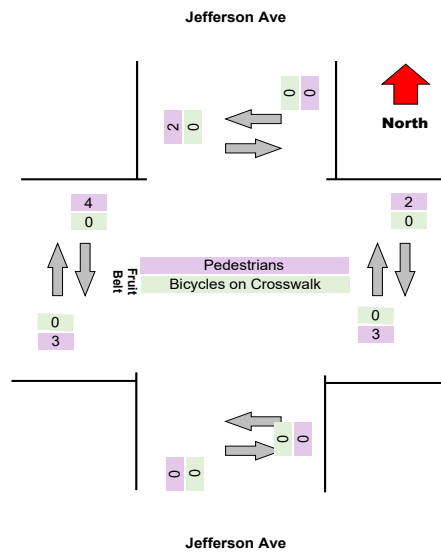 Jefferson Ave
0 0
2 0
North
4
0
2
0
Fruit
Belt
Pedestrians
Bicycles on Crosswalk
0
3
0
3
0 0
0 0
Jefferson Ave